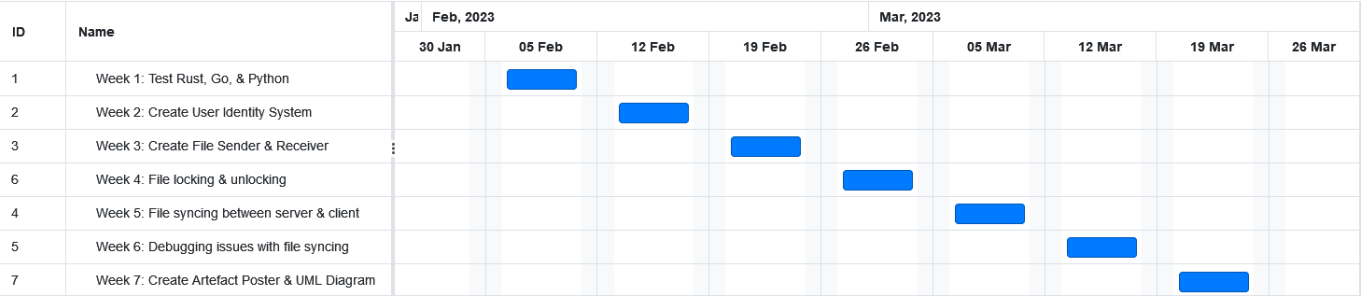 ID Name Ja Feb, 2023 Mar, 2023
30 Jan 05 Feb 12 Feb 19 Feb 26 Feb 05 Mar 12 Mar 19 Mar 26 Mar
1 Week 1: Test Rust, Go, & Python
2 Week 2: Create User Identity System
3 Week 3: Create File Sender & Receiver
6 Week 4: File locking & unlocking
4 Week 5: File syncing between server & client
5 Week 6: Debugging issues with file syncing
7 Week 7: Create Artefact Poster & UML Diagram